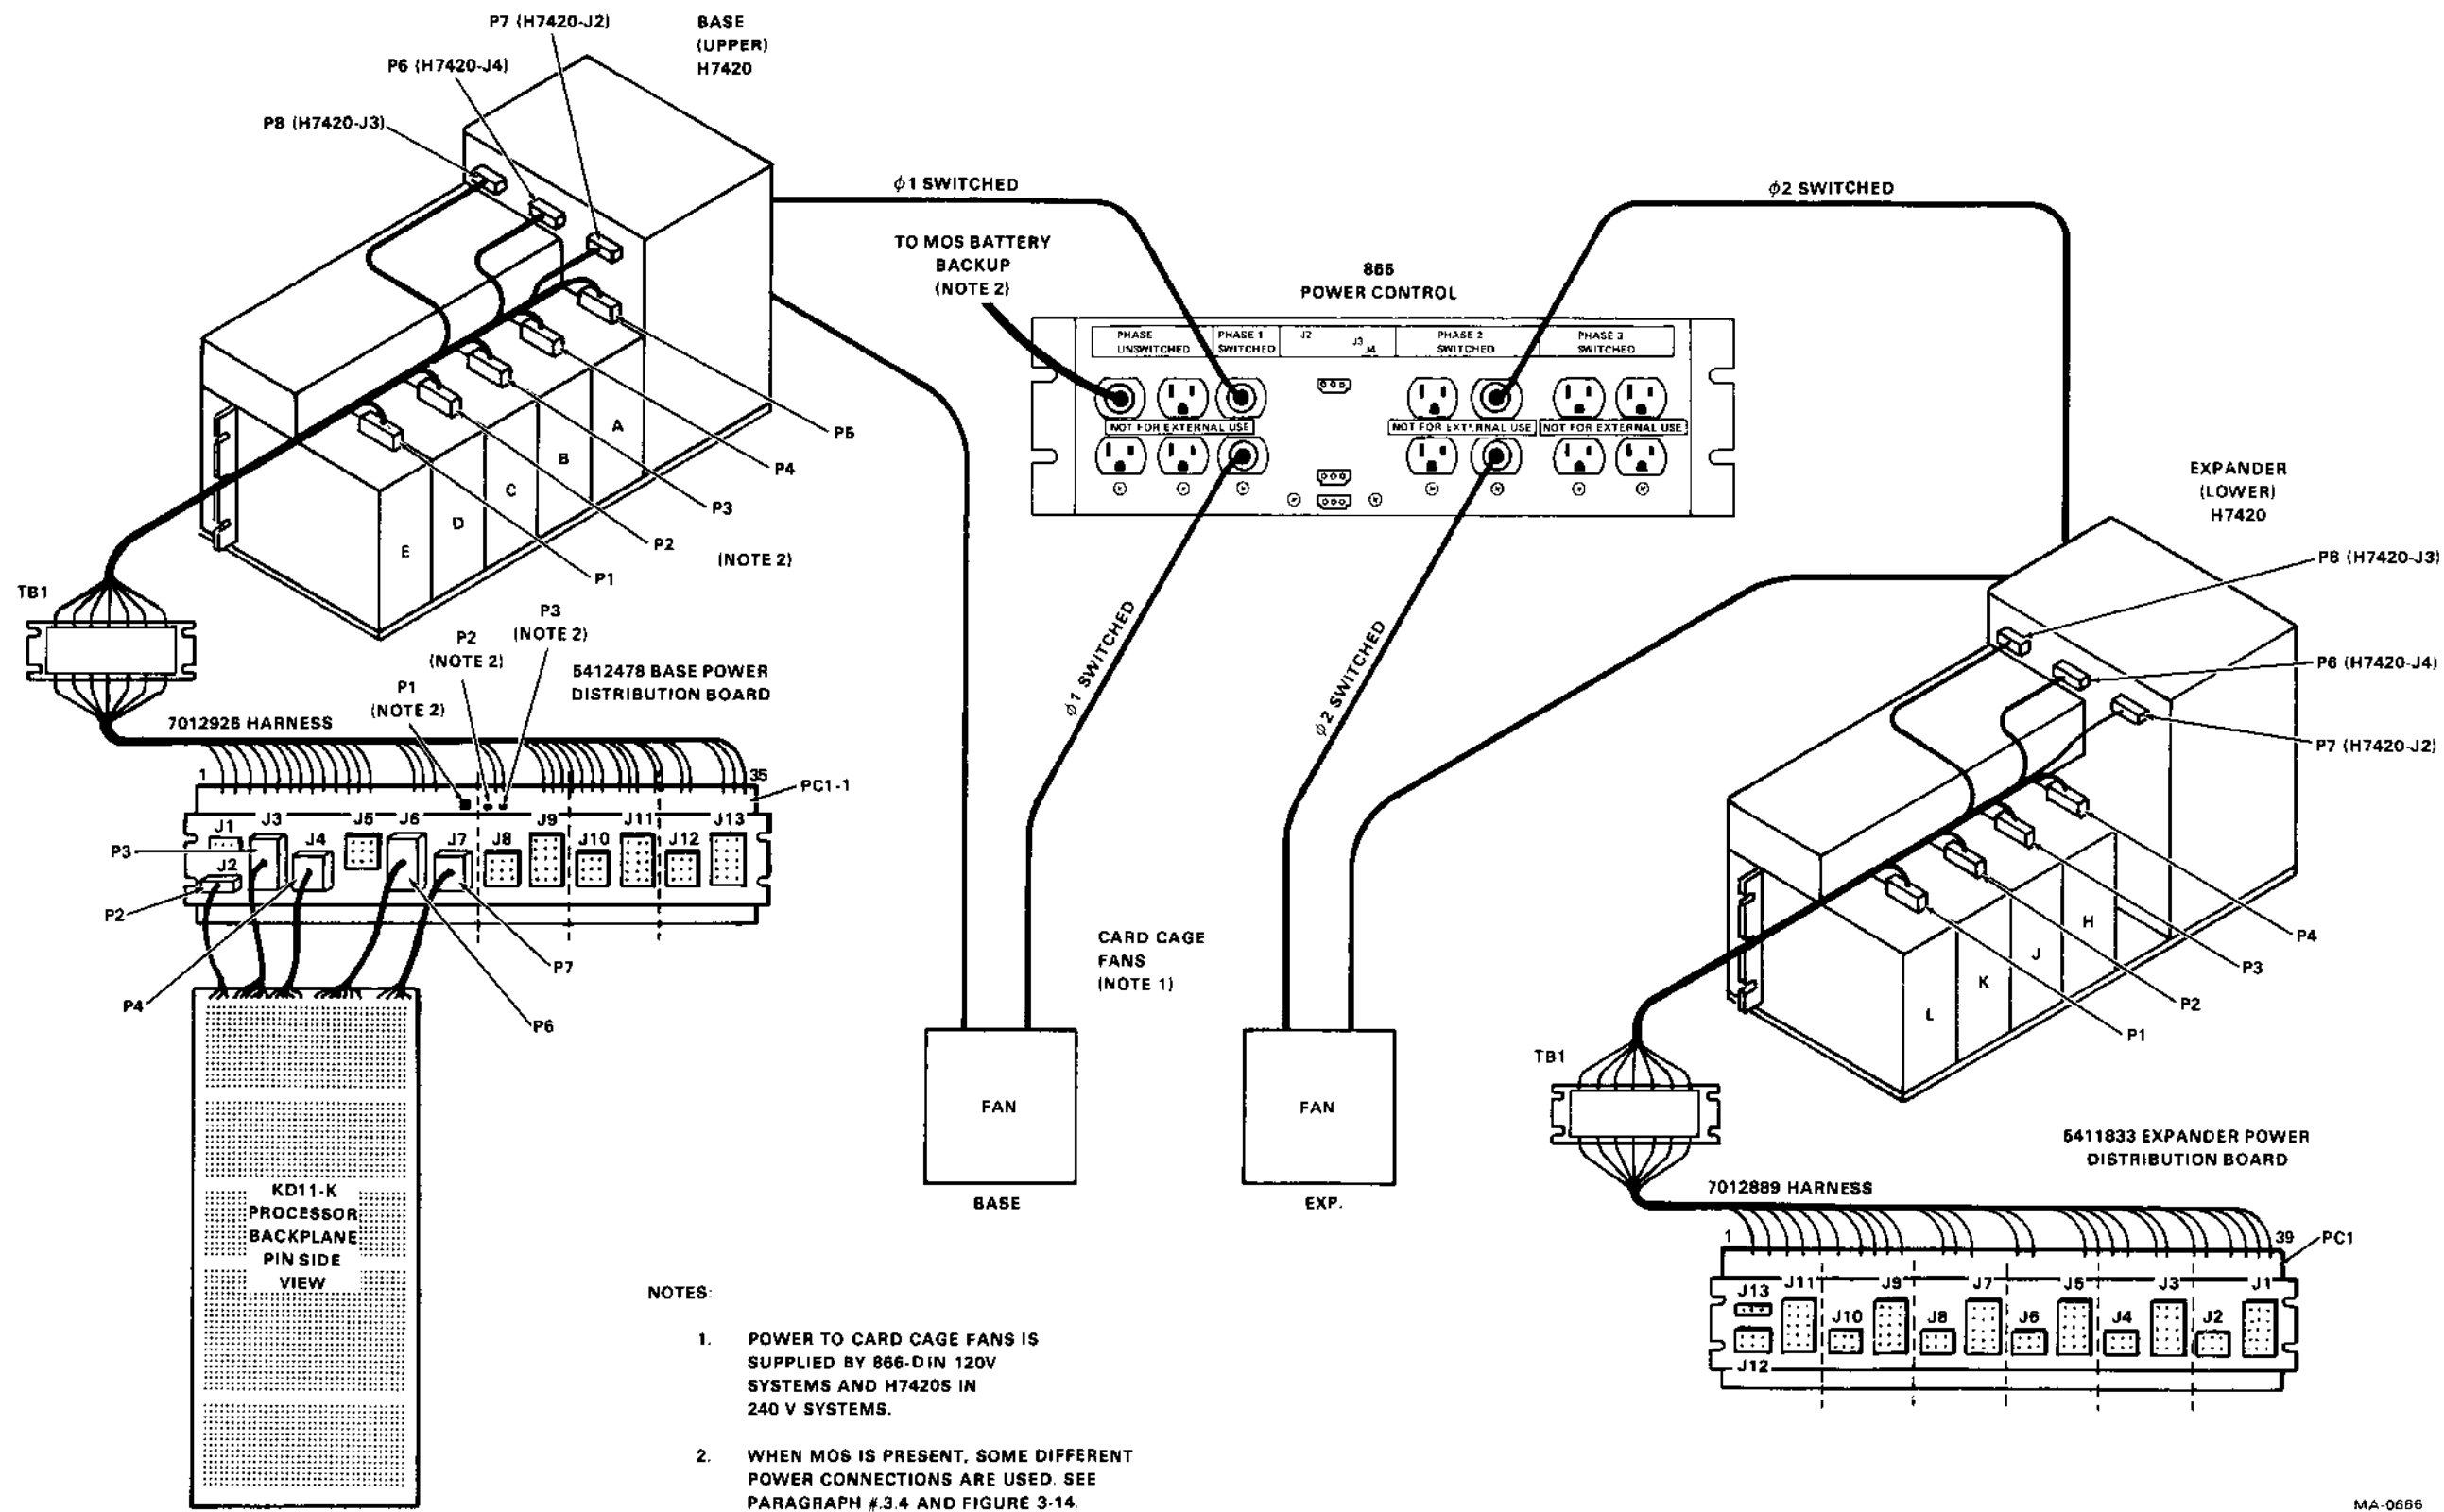 P7 (H7420-J2)
BASE
(UPPER)
H7420
P6 (H7420-J4)
P8 (H7420-J3)
ϕ1 SWITCHED
ϕ2 SWITCHED
TO MOS BATTERY
BACKUP
(NOTE 2)
866
POWER CONTROL
PHASE
UNSWITCHED
PHASE 1
SWITCHED
J2
J3
J4
PHASE 2
SWITCHED
PHASE 3
SWITCHED
NOT FOR EXTERNAL USE
NOT FOR EXTERNAL USE
NOT FOR EXTERNAL USE
A
B
C
D
E
P5
P4
P3
P2
(NOTE 2)
P1
EXPANDER
(LOWER)
H7420
P8 (H7420-J3)
P6 (H7420-J4)
P7 (H7420-J2)
TB1
P3
(NOTE 2)
P2
(NOTE 2)
P1
(NOTE 2)
5412478 BASE POWER
DISTRIBUTION BOARD
7012926 HARNESS
1
35
PC1-1
J1
J3
J4
J5
J6
J7
J8
J9
J10
J11
J12
J13
J2
P3
P2
P4
P7
P6
ϕ1 SWITCHED
ϕ2 SWITCHED
CARD CAGE
FANS
(NOTE 1)
FAN
BASE
FAN
EXP.
H
J
K
L
P4
P3
P2
P1
TB1
5411833 EXPANDER POWER
DISTRIBUTION BOARD
7012889 HARNESS
1
39
PC1
J13
J11
J10
J9
J8
J7
J6
J5
J4
J3
J2
J1
J12
KD11-K
PROCESSOR
BACKPLANE
PIN SIDE
VIEW
NOTES:
1. POWER TO CARD CAGE FANS IS
SUPPLIED BY 866-DIN 120V
SYSTEMS AND H7420S IN
240 V SYSTEMS.
2. WHEN MOS IS PRESENT, SOME DIFFERENT
POWER CONNECTIONS ARE USED. SEE
PARAGRAPH #.3.4 AND FIGURE 3-14.
MA-0666